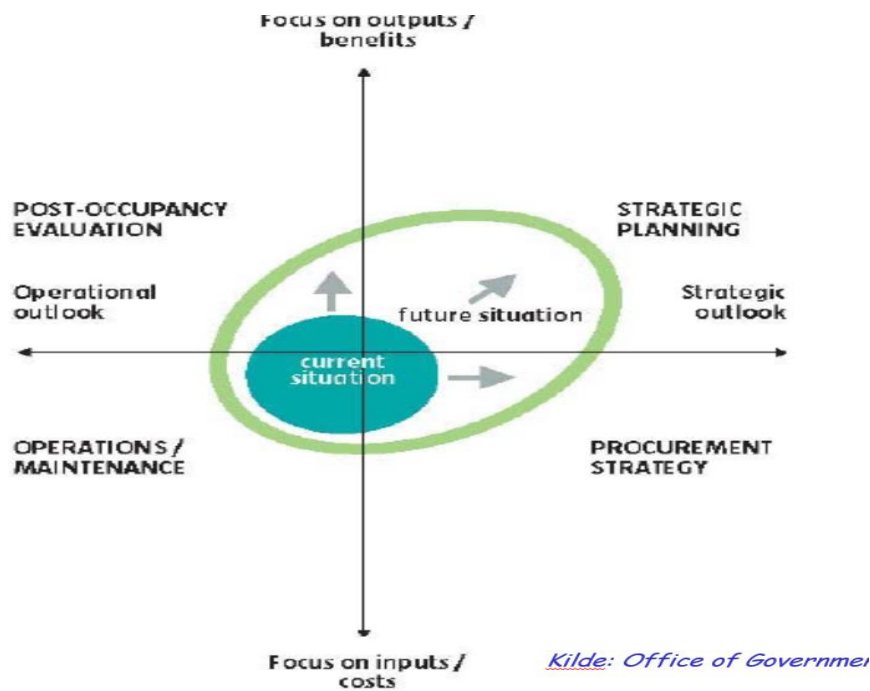 Focus on outputs /
benefits
POST-OCCUPANCY
EVALUATION
STRATEGIC
PLANNING
Operational
outlook
future situation
Strategic
outlook
current
situation
OPERATIONS /
MAINTENANCE
PROCUREMENT
STRATEGY
Focus on inputs /
costs
Kilde: Office of Governmen